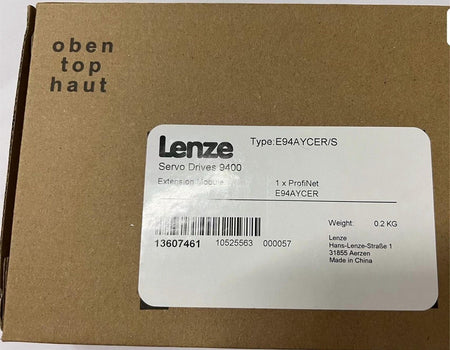 oben
top
haut
Lenze
Type:E94AYCER/S
Servo Drives 9400
Extension Module
1 x ProfiNet
E94AYCER
Weight: 0.2 KG
13607461 10525563 000057
Lenze
Hans-Lenze-Straße 1
31855 Aerzen
Made in China